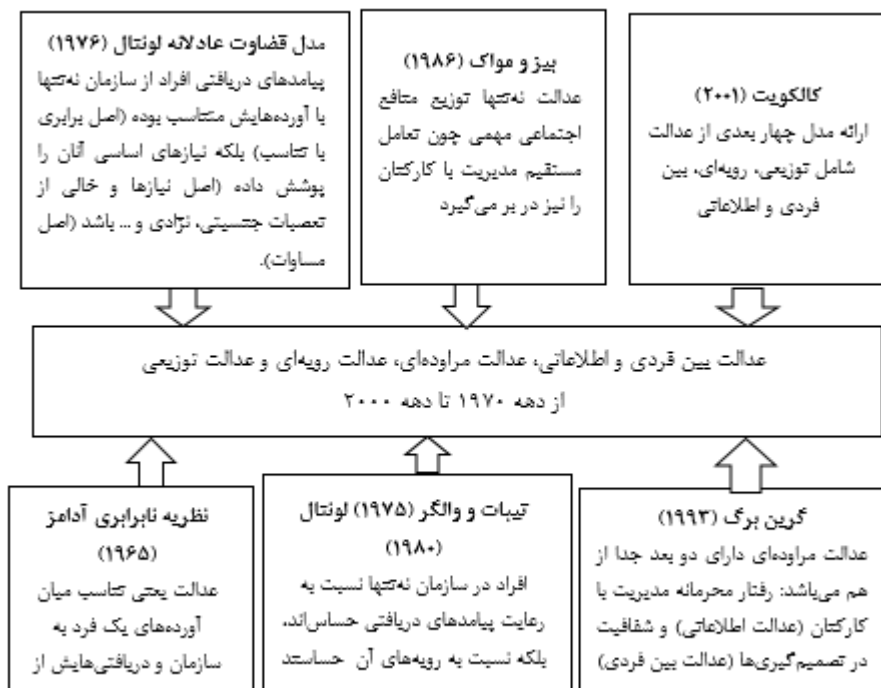 کالکویت (۲۰۰۱)
ارائه مدل چهار بعدی از عدالت
شامل توزیعی، رویه‌ای، بین
فردی و اطلاعاتی
بیز و مواک (۱۹۸۶)
عدالت نه‌تنها توزیع منافع
اجتماعی مهمی چون تعامل
مستقیم مدیریت با کارکنان
را نیز در بر می‌گیرد
مدل قضاوت عادلانه لونتال (۱۹۷۶)
پیامدهای دریافتی افراد از سازمان نه‌تنها
با آورده‌هایش متناسب بوده (اصل برابری
یا تناسب) بلکه نیازهای اساسی آنان را
پوشش داده (اصل نیازها و خالی از
تعصبات جنسیتی، نژادی و ... باشد (اصل
مساوات).
عدالت بین فردی و اطلاعاتی، عدالت مراوده‌ای، عدالت رویه‌ای و عدالت توزیعی
از دهه ۱۹۷۰ تا دهه ۲۰۰۰
گرین برگ (۱۹۹۳)
عدالت مراوده‌ای دارای دو بعد جدا از
هم می‌باشد: رفتار محرمانه مدیریت با
کارکنان (عدالت اطلاعاتی) و شفافیت
در تصمیم‌گیری‌ها (عدالت بین فردی)
تیبات و والگر (۱۹۷۵) لونتال
(۱۹۸۰)
افراد در سازمان نه‌تنها نسبت به
رعایت پیامدهای دریافتی حساس‌اند،
بلکه نسبت به رویه‌های آن حساسند
نظریه نابرابری آدامز
(۱۹۶۵)
عدالت یعنی تناسب میان
آورده‌های یک فرد به
سازمان و دریافتی‌هایش از